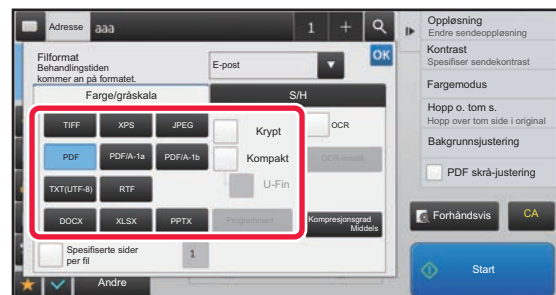 Adresse
aaa
1
+
Filformat
Behandlingstiden
kommer an på formatet.
E-post
OK
Farge/gråskala
S/H
TIFF
XPS
JPEG
Krypt
OCR
PDF
PDF/A-1a
PDF/A-1b
Kompakt
OCR-innstill.
TXT(UTF-8)
RTF
U-Fin
DOCX
XLSX
PPTX
Programmert
Kompresjonsgrad
Middels
Spesifiserte sider
per fil
1
Andre
Oppløsning
Endre sendeoppløsning
Kontrast
Spesifiser sendekontrast
Fargemodus
Hopp o. tom s.
Hopp over tom side i original
Bakgrunnsjustering
PDF skrå-justering
Forhåndsvis
CA
Start